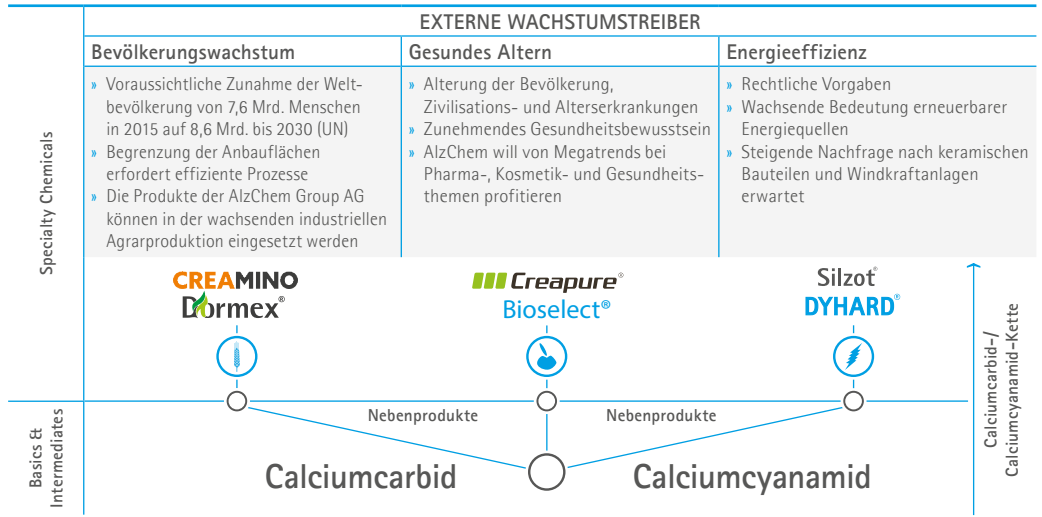 EXTERNE WACHSTUMSTREIBER
Bevölkerungswachstum
» Voraussichtliche Zunahme der Welt-
bevölkerung von 7,6 Mrd. Menschen
in 2015 auf 8,6 Mrd. bis 2030 (UN)
» Begrenzung der Anbauflächen
erfordert effiziente Prozesse
» Die Produkte der AlzChem Group AG
können in der wachsenden industriellen
Agrarproduktion eingesetzt werden
Gesundes Altern
» Alterung der Bevölkerung,
Zivilisations- und Alterserkrankungen
» Zunehmendes Gesundheitsbewusstsein
» AlzChem will von Megatrends bei
Pharma-, Kosmetik- und Gesundheits-
themen profitieren
Energieeffizienz
» Rechtliche Vorgaben
» Wachsende Bedeutung erneuerbarer
Energiequellen
» Steigende Nachfrage nach keramischen
Bauteilen und Windkraftanlagen
erwartet
Specialty Chemicals
CREAMINO
Dormex®
Creapure®
Bioselect®
Silzot®
DYHARD®
Calciumcarbid-/
Calciumcyanamid-Kette
Basics &
Intermediates
Nebenprodukte
Nebenprodukte
Calciumcarbid
Calciumcyanamid